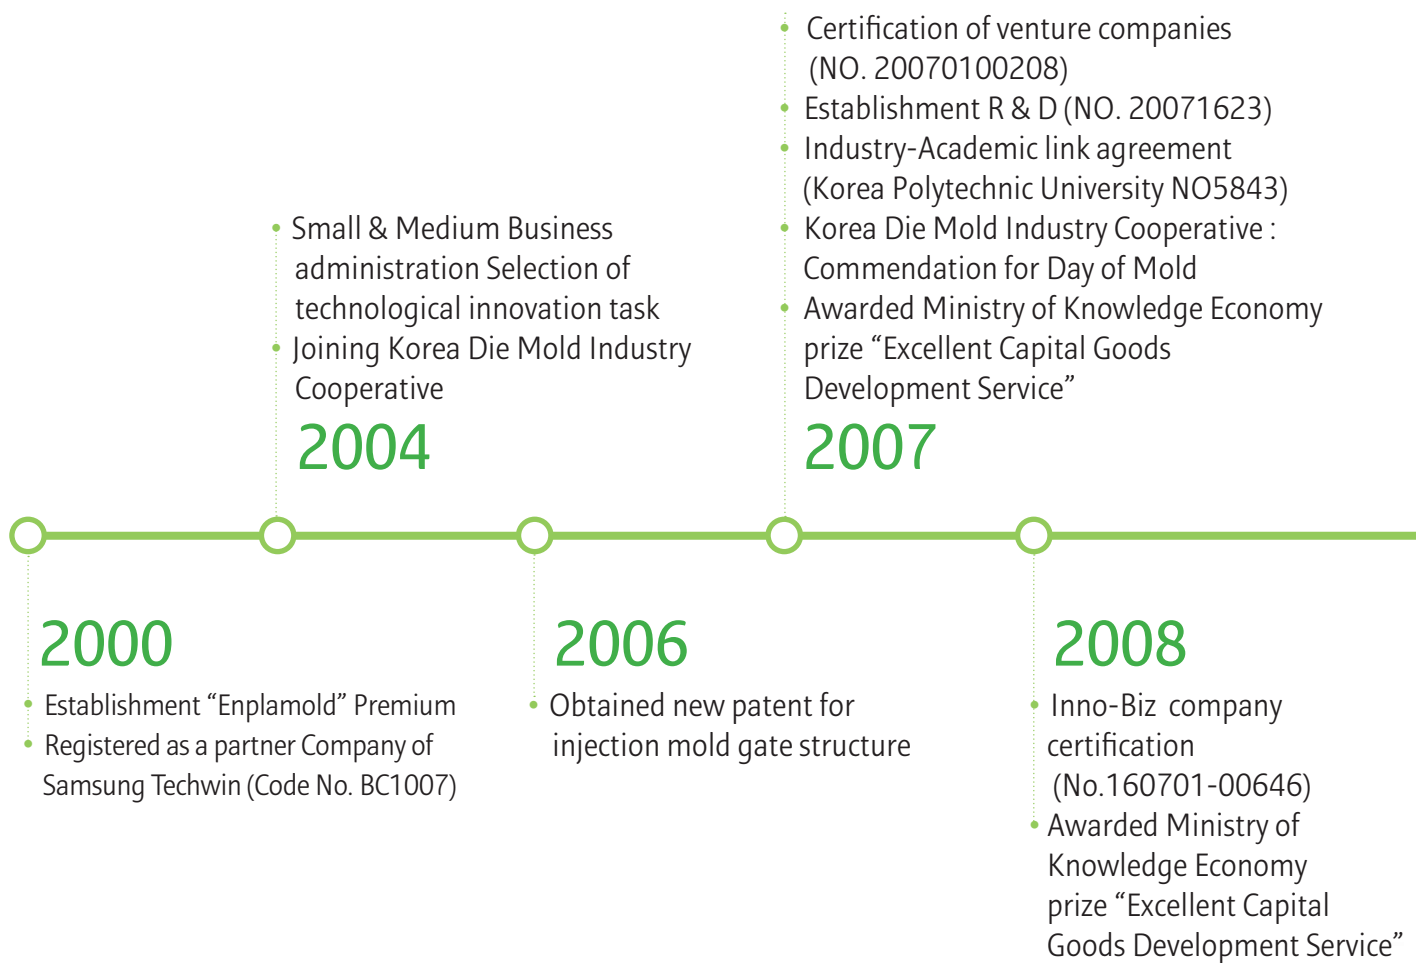 Certification of venture companies
(NO. 20070100208)
Establishment R & D (NO. 20071623)
Industry-Academic link agreement
(Korea Polytechnic University NO5843)
Korea Die Mold Industry Cooperative :
Commendation for Day of Mold
Awarded Ministry of Knowledge Economy
prize “Excellent Capital Goods
Development Service”
2007
Small & Medium Business
administration Selection of
technological innovation task
Joining Korea Die Mold Industry
Cooperative
2004
2000
Establishment “Enplamold” Premium
Registered as a partner Company of
Samsung Techwin (Code No. BC1007)
2006
Obtained new patent for
injection mold gate structure
2008
Inno-Biz company
certification
(No.160701-00646)
Awarded Ministry of
Knowledge Economy
prize “Excellent Capital
Goods Development Service”